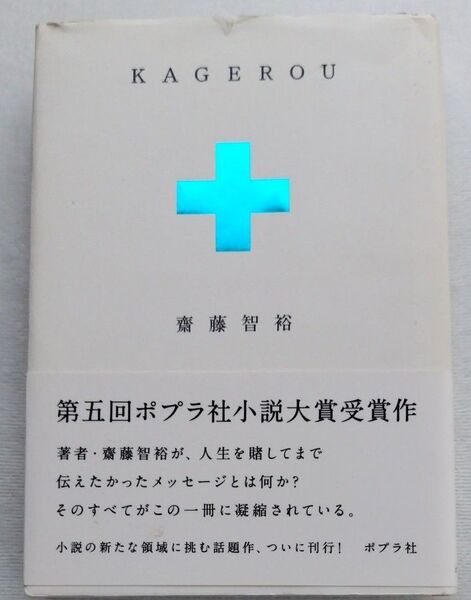 KAGEROU
齋藤智裕
第五回ポプラ社小説大賞受賞作
著者・齋藤智裕が、人生を賭してまで
伝えたかったメッセージとは何か?
そのすべてがこの一冊に凝縮されている。
小説の新たな領域に挑む話題作、ついに刊行! ポプラ社